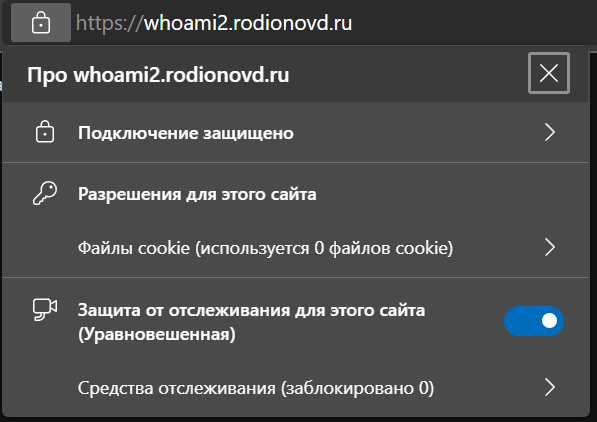 https://whoami2.rodionovd.ru
Про whoami2.rodionovd.ru
Подключение защищено
Разрешения для этого сайта
Файлы cookie (используется 0 файлов cookie)
Защита от отслеживания для этого сайта
(Уравновешенная)
Средства отслеживания (заблокировано 0)